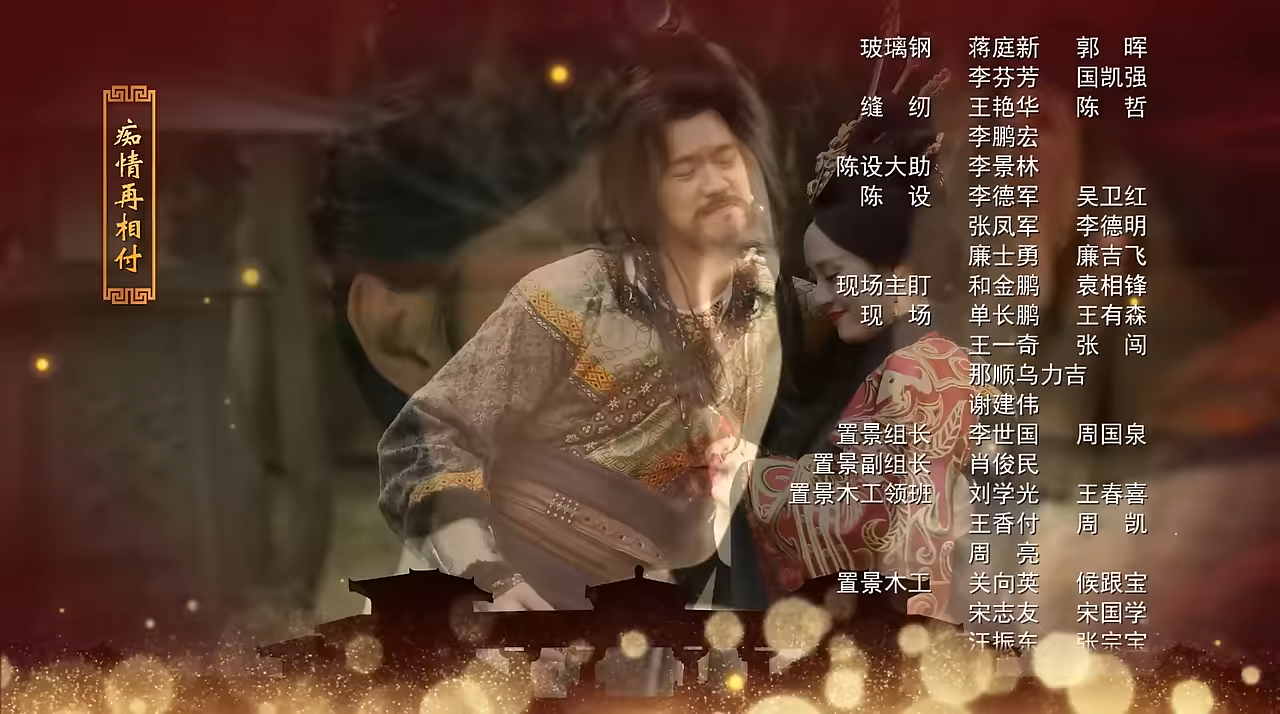 痴情再相付
玻璃钢 蒋庭新 郭 晖
李芬芳 国凯强
缝 纫 王艳华 陈 哲
李鹏宏
陈设大助 李景林
陈 设 李德军 吴卫红
张凤军 李德明
廉士勇 廉吉飞
现场主盯 和金鹏 袁相锋
现 场 单长鹏 王有森
王一奇 张 闯
那顺乌力吉
谢建伟
置景组长 李世国 周国泉
置景副组长 肖俊民
置景木工领班 刘学光 王春喜
王香付 周 凯
周 亮
置景木工 关向英 候跟宝
宋志友 宋国学
汪振东 张宗宝